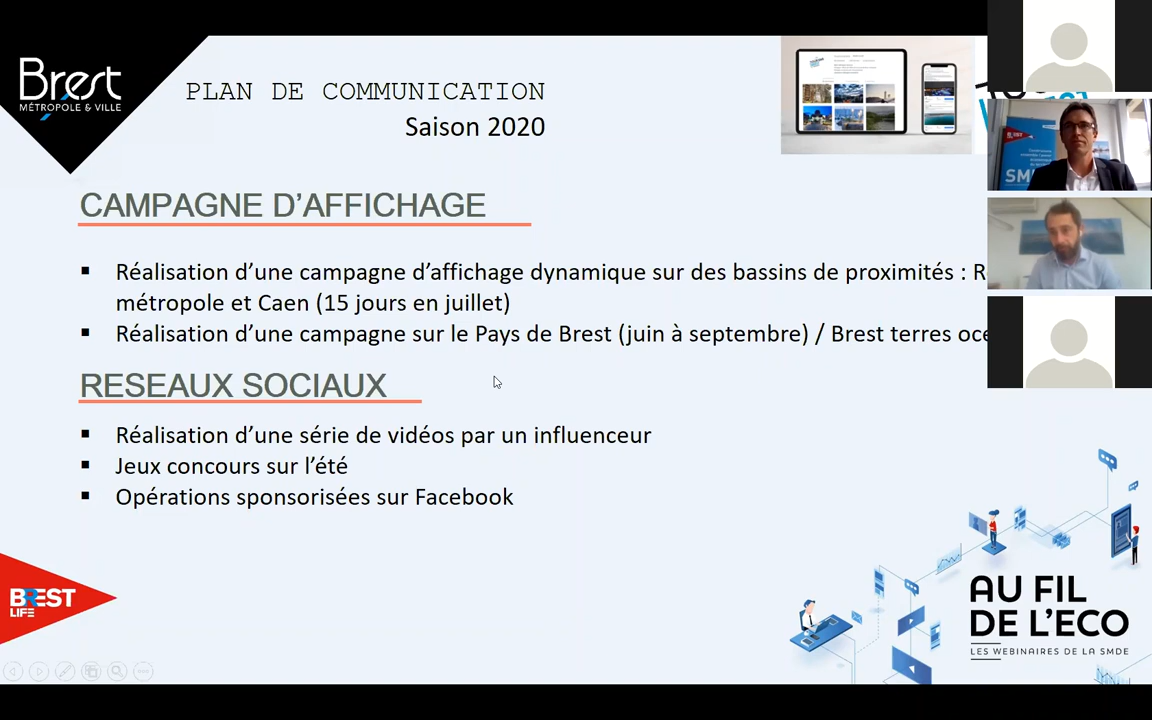 Brest
MÉTROPOLE & VILLE
PLAN DE COMMUNICATION
Saison 2020
CAMPAGNE D’AFFICHAGE
▪ Réalisation d’une campagne d’affichage dynamique sur des bassins de proximités :
métropole et Caen (15 jours en juillet)
▪ Réalisation d’une campagne sur le Pays de Brest (juin à septembre) / Brest terres
RESEAUX SOCIAUX
▪ Réalisation d’une série de vidéos par un influenceur
▪ Jeux concours sur l’été
▪ Opérations sponsorisées sur Facebook
BREST
LIFE
AU FIL
DE L’ECO
LES WEBINAIRES DE LA SMDE